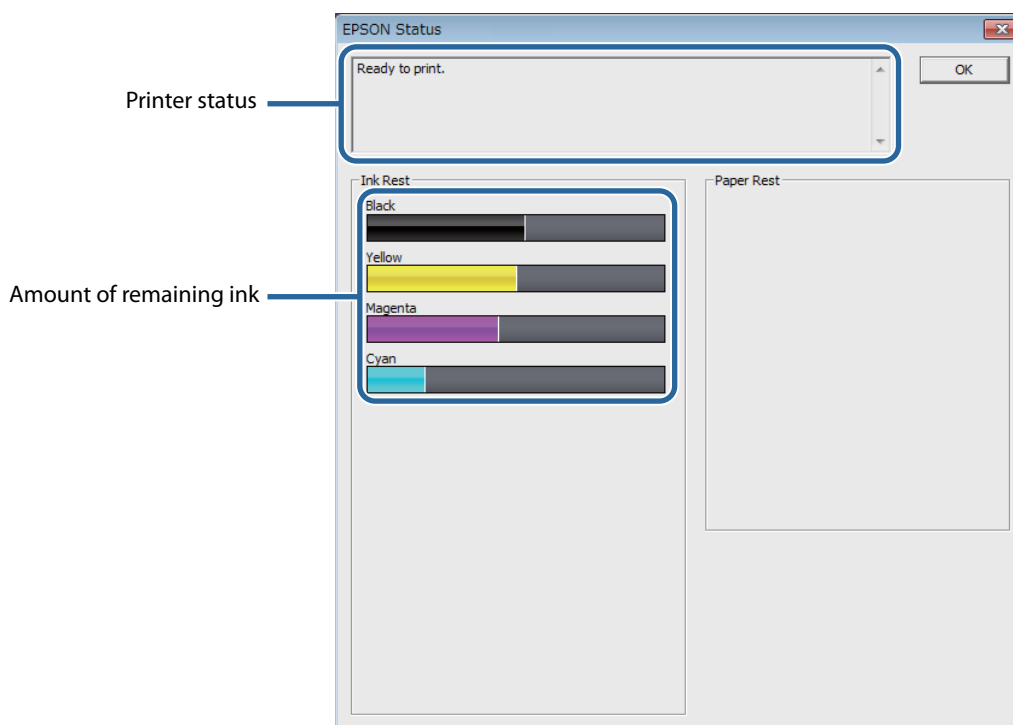 EPSON Status
Ready to print.
OK
Printer status
Ink Rest
Paper Rest
Black
Yellow
Amount of remaining ink
Magenta
Cyan